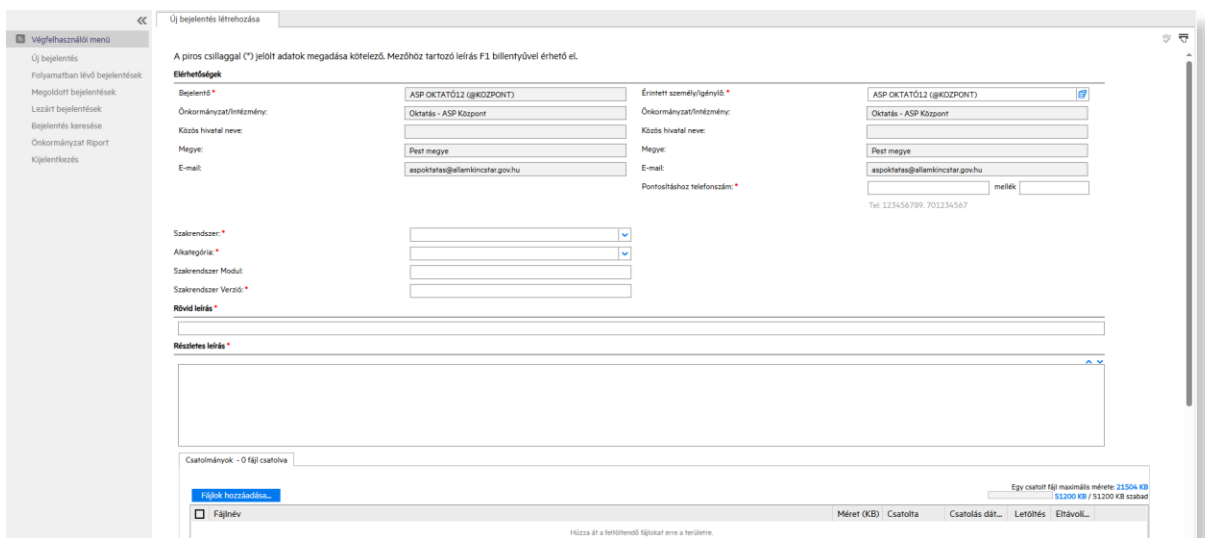 Új bejelentés létrehozása
Végfelhasználói menü
Új bejelentés
Folyamatban lévő bejelentések
Megoldott bejelentések
Lezárt bejelentések
Bejelentés keresése
Önkormányzat Riport
Kijelentkezés
A piros csillaggal (*) jelölt adatok megadása kötelező. Mezőhöz tartozó leírás F1 billentyűvel érhető el.
Elérhetőségek
Bejelentő * ASP OKTATÓ12 (@KOZPONT) Érintett személy/igénylő: * ASP OKTATÓ12 (@KOZPONT)
Önkormányzat/Intézmény: Oktatás - ASP Központ Önkormányzat/Intézmény: Oktatás - ASP Központ
Közös hivatal neve: Közös hivatal neve:
Megye: Pest megye Megye: Pest megye
E-mail: aspoktatas@allamkincstar.gov.hu E-mail: aspoktatas@allamkincstar.gov.hu
Pontosításhoz telefonszám: * mellék
Tel: 123456789. 701234567
Szakrendszer: *
Alkategória: *
Szakrendszer Modul:
Szakrendszer Verzió: *
Rövid leírás *
Részletes leírás *
Csatolmányok - 0 fájl csatolva
Egy csatolt fájl maximális mérete: 21504 KB
Fájlok hozzáadása... 51200 KB / 51200 KB szabad
Fájlnév Méret (KB) Csatolta Csatolás dát... Letöltés Eltávolí...
Húzza át a feltöltendő fájlokat erre a területre.